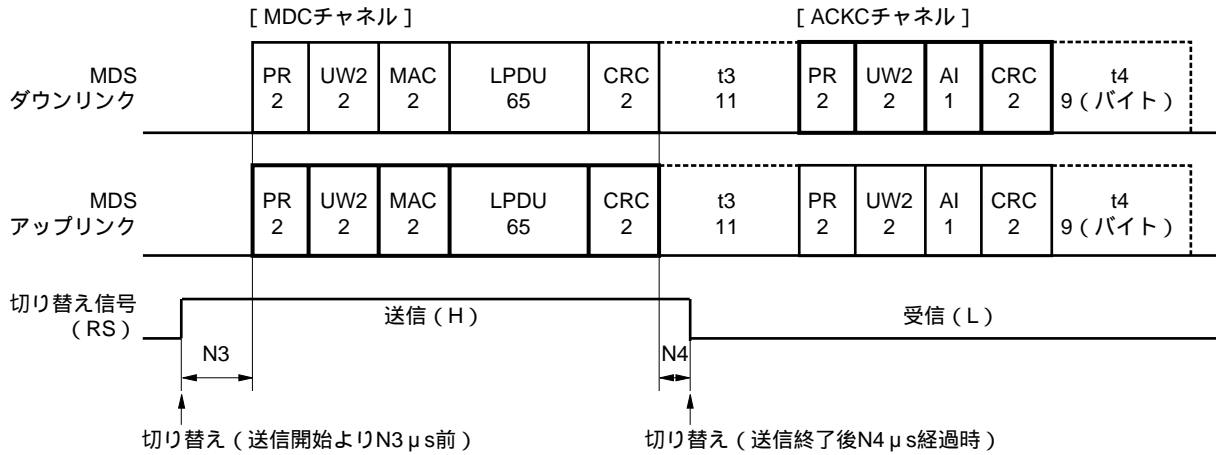 [ MDCチャネル ] [ ACKCチャネル ]
MDS
ダウンリンク
PR UW2 MAC LPDU CRC t3 PR UW2 AI CRC t4
2 2 2 65 2 11 2 2 1 2 9 ( バイト )
MDS
アップリンク
PR UW2 MAC LPDU CRC t3 PR UW2 AI CRC t4
2 2 2 65 2 11 2 2 1 2 9 ( バイト )
切り替え信号
( RS )
送信 ( H ) 受信 ( L )
N3 N4
切り替え ( 送信開始よりN3 μs前 ) 切り替え ( 送信終了後N4 μs経過時 )